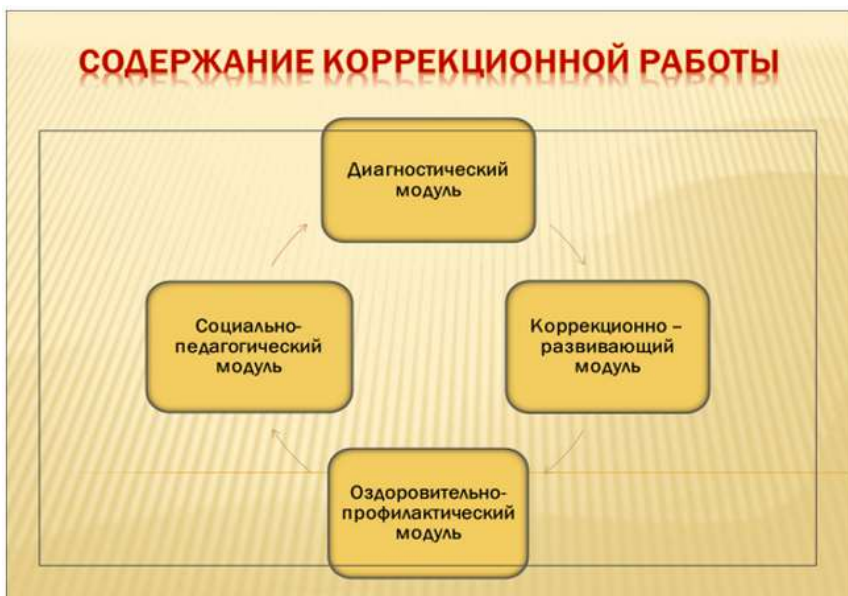 СОДЕРЖАНИЕ КОРРЕКЦИОННОЙ РАБОТЫ
Диагностический
модуль
Социально-
педагогический
модуль
Коррекционно –
развивающий
модуль
Оздоровительно-
профилактический
модуль